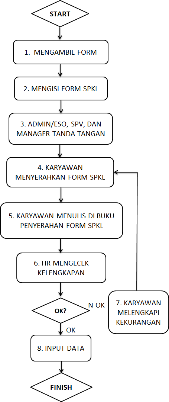 START
1. MENGAMBIL FORM
2. MENGISI FORM SPKL
3. ADMIN/ESO, SPV, DAN
MANAGER TANDA TANGAN
4. KARYAWAN
MENYERAHKAN FORM SPKL
5. KARYAWAN MENULIS DI BUKU
PENYERAHAN FORM SPKL
6. HR MENGECEK
KELENGKAPAN
OK?
N OK
7. KARYAWAN
MELENGKAPI
KEKURANGAN
OK
8. INPUT DATA
FINISH